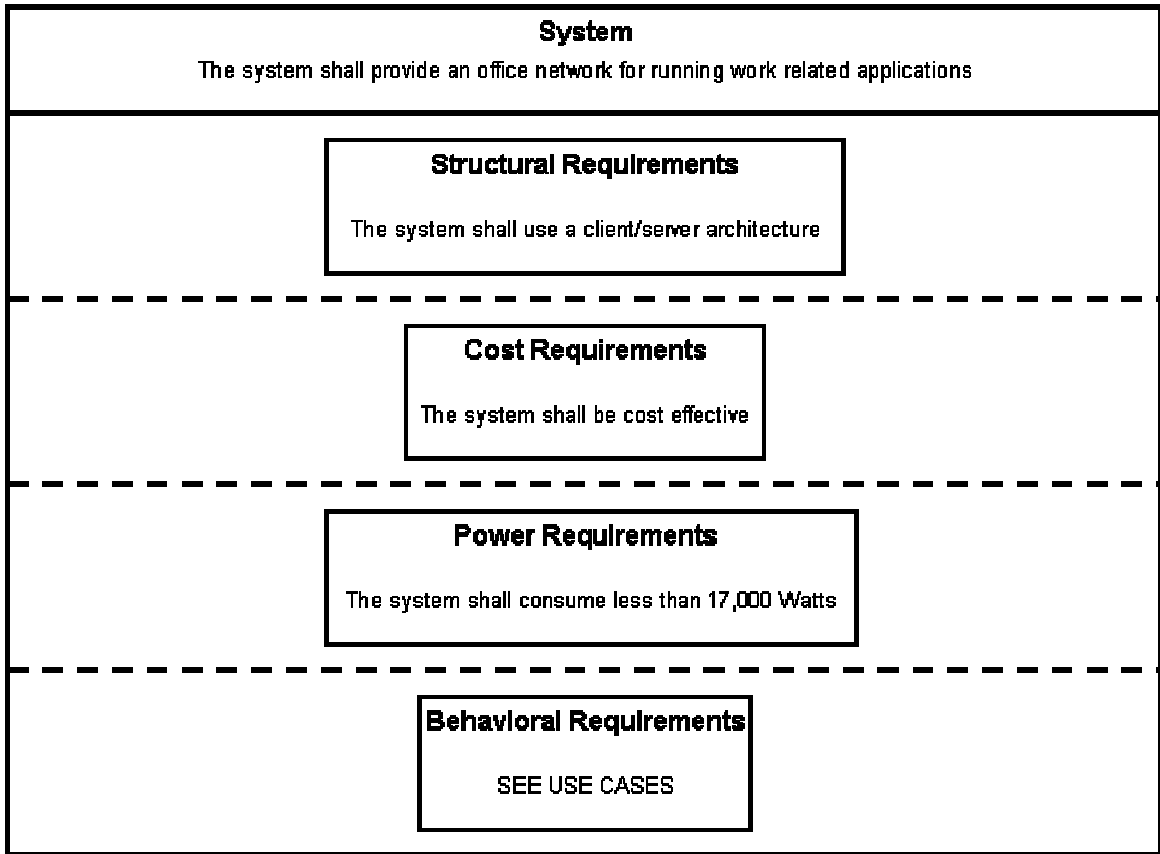 System
The system shall provide an office network for running work related applications
Structural Requirements
The system shall use a client/server architecture
Cost Requirements
The system shall be cost effective
Power Requirements
The system shall consume less than 17,000 Watts
Behavioral Requirements
SEE USE CASES